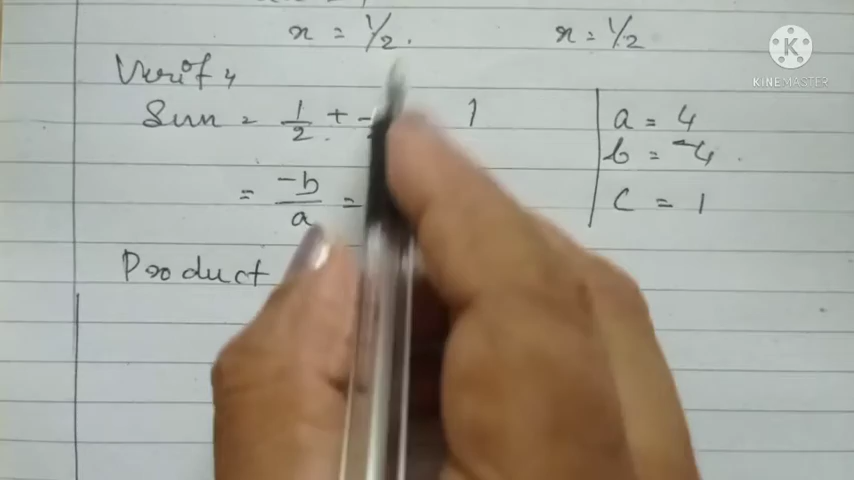 x = 1/2. x = 1/2
Verify
Sum = 1/2 + 1 a = 4
b = -4.
= -b/a = c = 1
Product
K
KINEMASTER